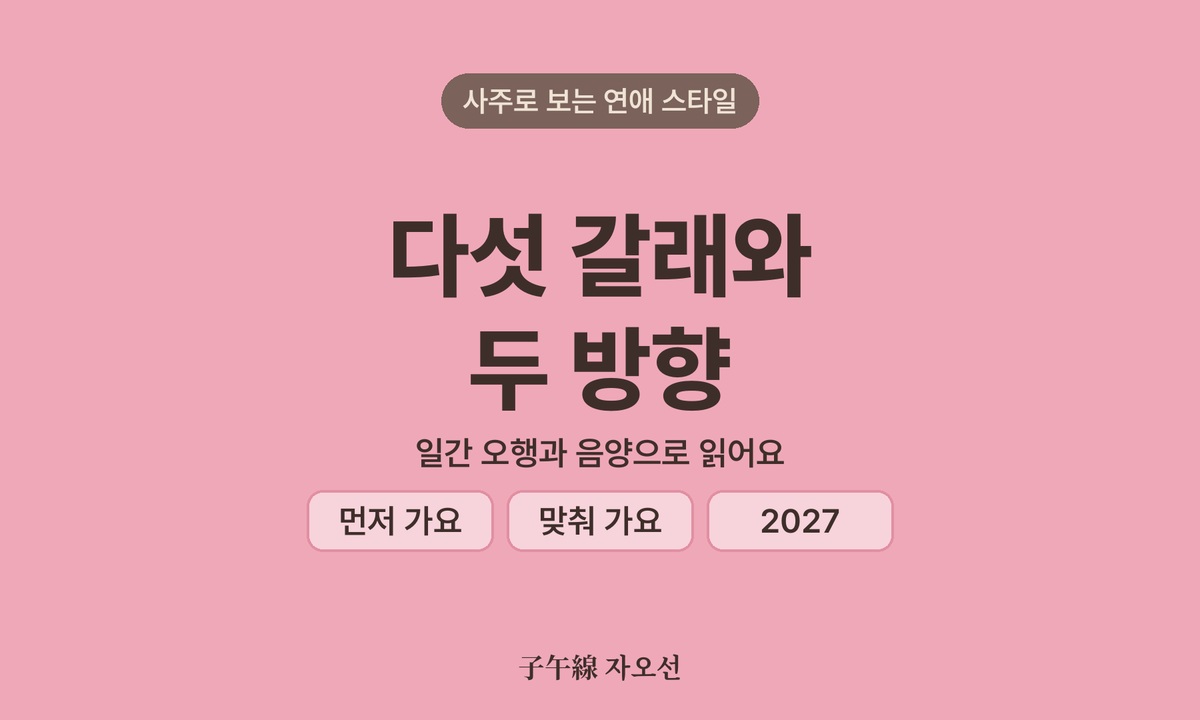 사주로 보는 연애 스타일
다섯 갈래와
두 방향
일간 오행과 음양으로 읽어요
먼저 가요
맞춰 가요
2027
子午線 자오선